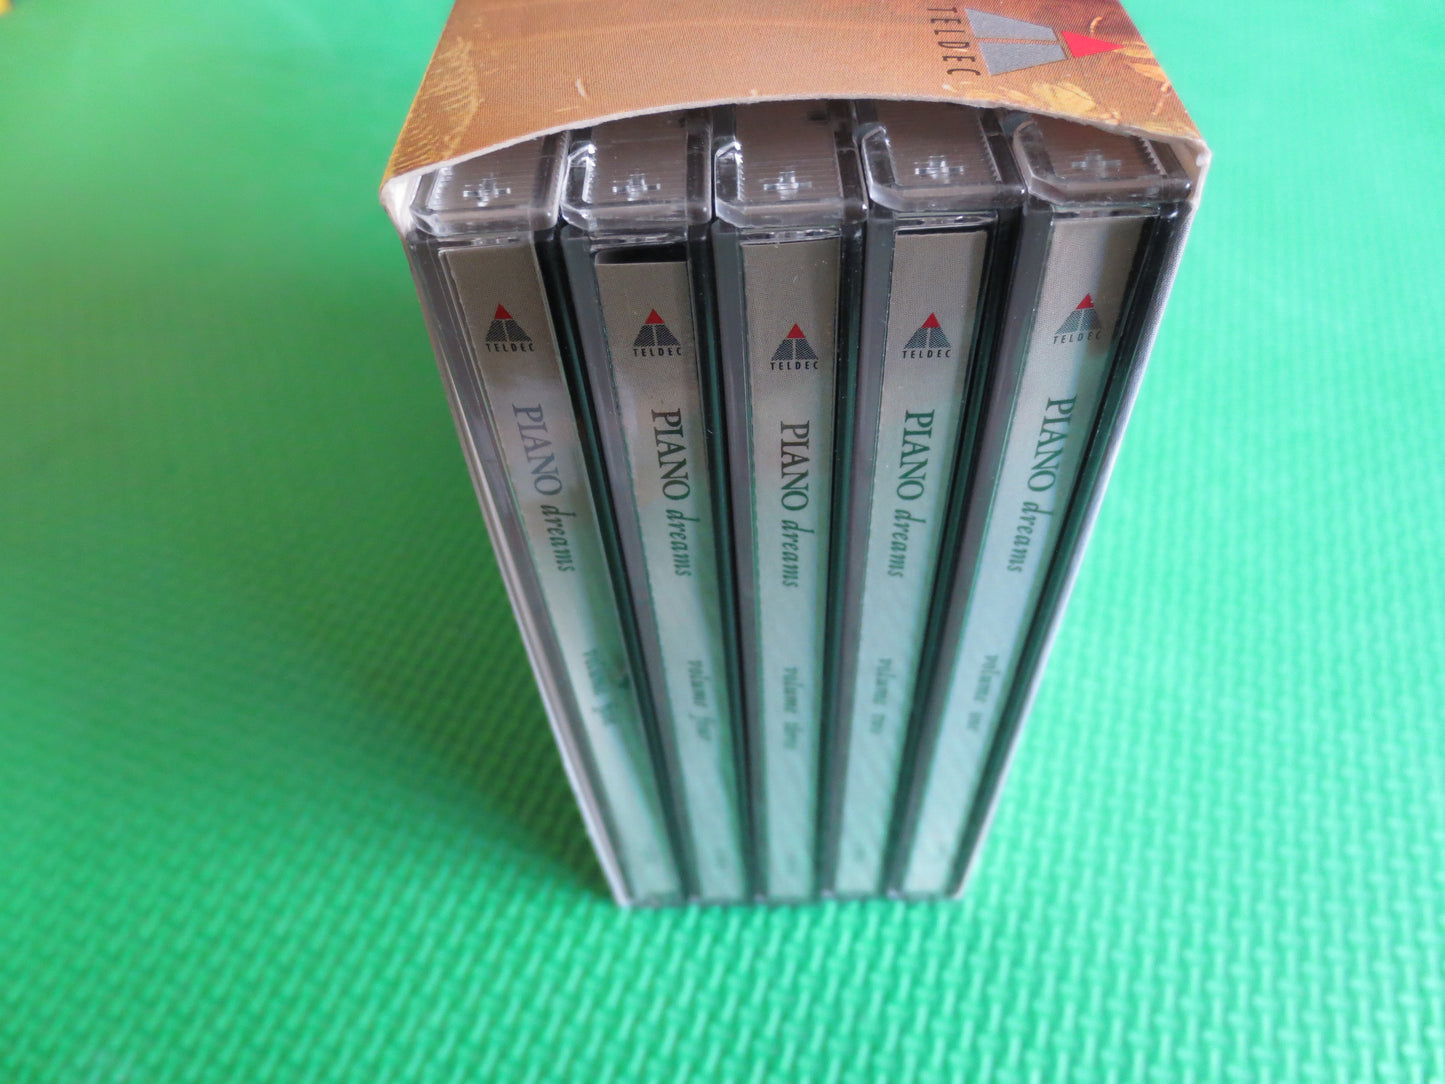 TELDEC
TELDEC
PIANO dreams
volume five
TELDEC
PIANO dreams
volume four
TELDEC
PIANO dreams
volume three
TELDEC
PIANO dreams
volume two
TELDEC
PIANO dreams
volume one